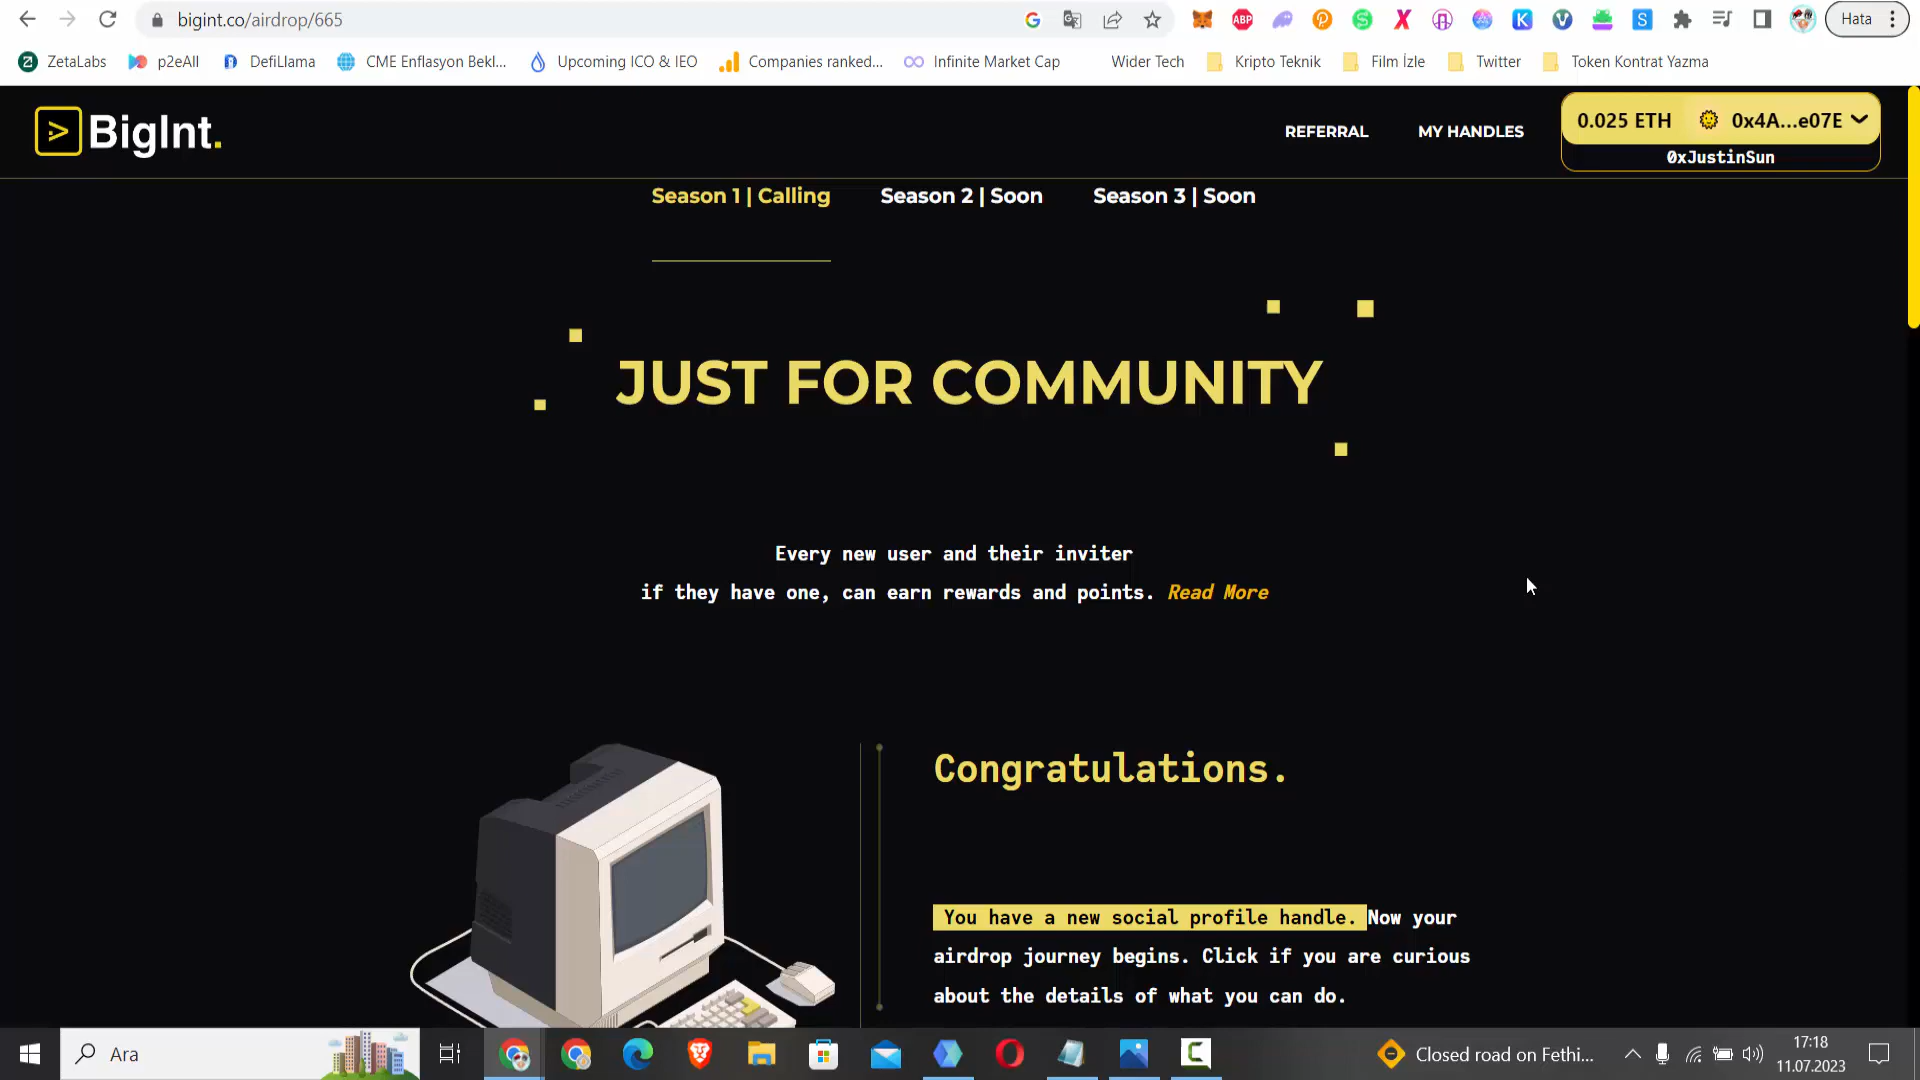 bigint.co/airdrop/665
Hata
ZetaLabs
p2eAll
DefiLlama
CME Enflasyon Bekl...
Upcoming ICO & IEO
Companies ranked...
Infinite Market Cap
Wider Tech
Kripto Teknik
Film İzle
Twitter
Token Kontrat Yazma
BigInt.
REFERRAL
MY HANDLES
0.025 ETH
0x4A...e07E
0xJustinSun
Season 1 | Calling
Season 2 | Soon
Season 3 | Soon
JUST FOR COMMUNITY
Every new user and their inviter
if they have one, can earn rewards and points. Read More
Congratulations.
You have a new social profile handle. Now your
airdrop journey begins. Click if you are curious
about the details of what you can do.
Ara
Closed road on Fethi...
17:18
11.07.2023